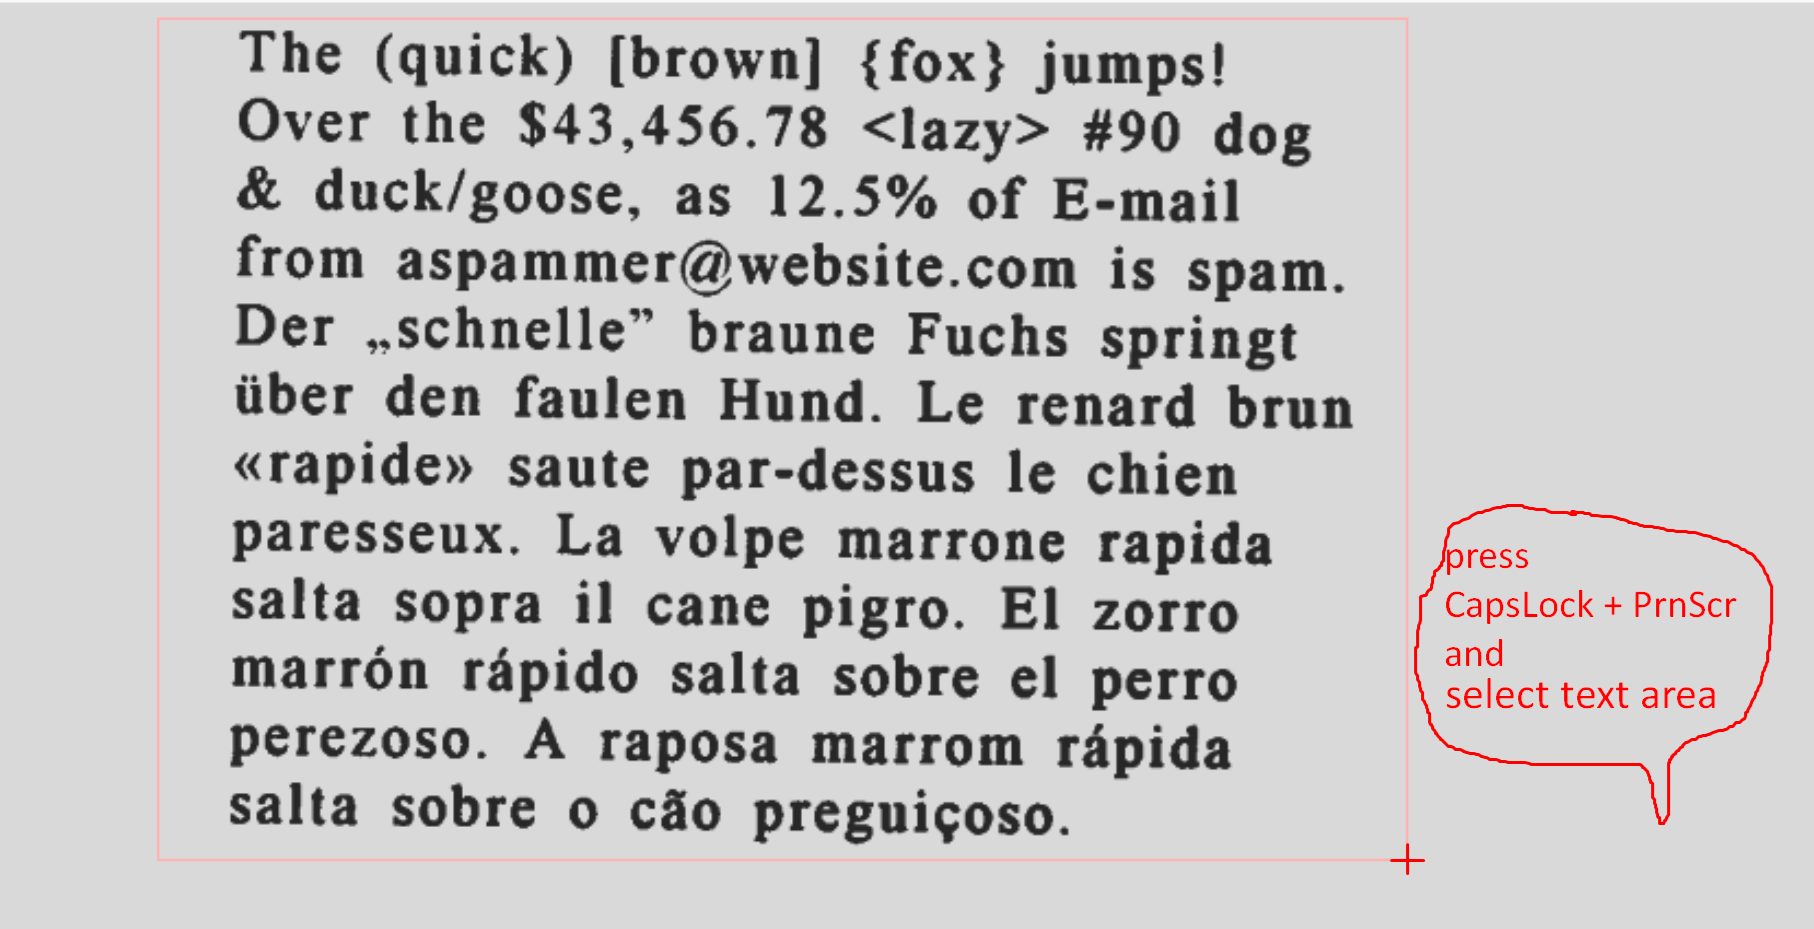 The (quick) [brown] {fox} jumps!
Over the $43,456.78 <lazy> #90 dog
& duck/goose, as 12.5% of E-mail
from aspammer@website.com is spam.
Der „schnelle” braune Fuchs springt
über den faulen Hund. Le renard brun
«rapide» saute par-dessus le chien
paresseux. La volpe marrone rapida
salta sopra il cane pigro. El zorro
marrón rápido salta sobre el perro
perezoso. A raposa marrom rápida
salta sobre o cão preguiçoso.
press
CapsLock + PrnScr
and
select text area